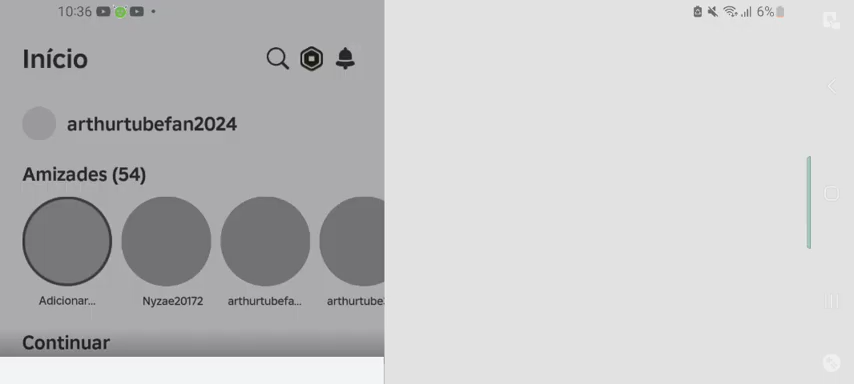 10:36
6%
Início
arthurtubefan2024
Amizades (54)
Adicionar...
Nyzae20172
arthurtubefa...
arthurtube
Continuar